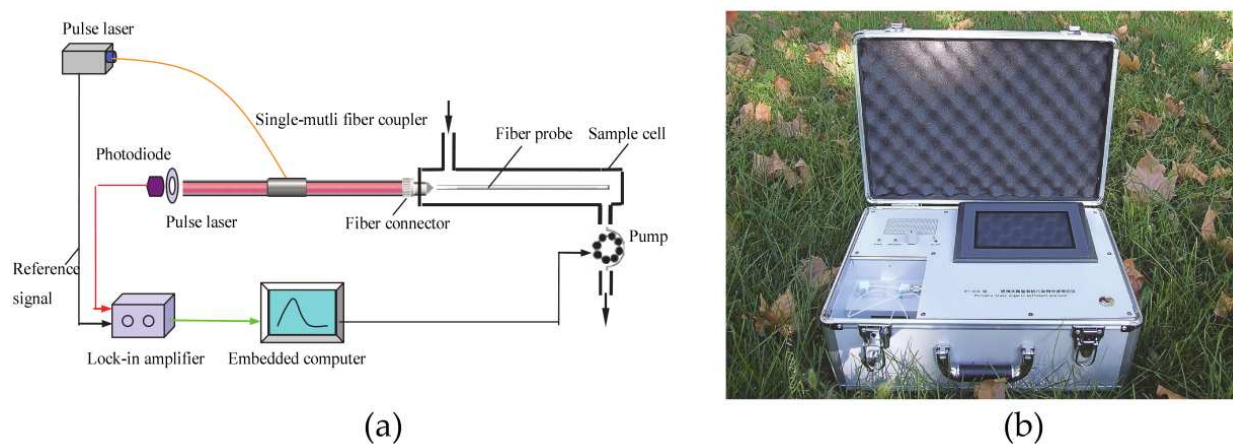 Pulse laser
Single-mutli fiber coupler
Photodiode
Fiber probe
Sample cell
Pulse laser
Fiber connector
Pump
Reference
signal
Lock-in amplifier
Embedded computer
(a)
(b)